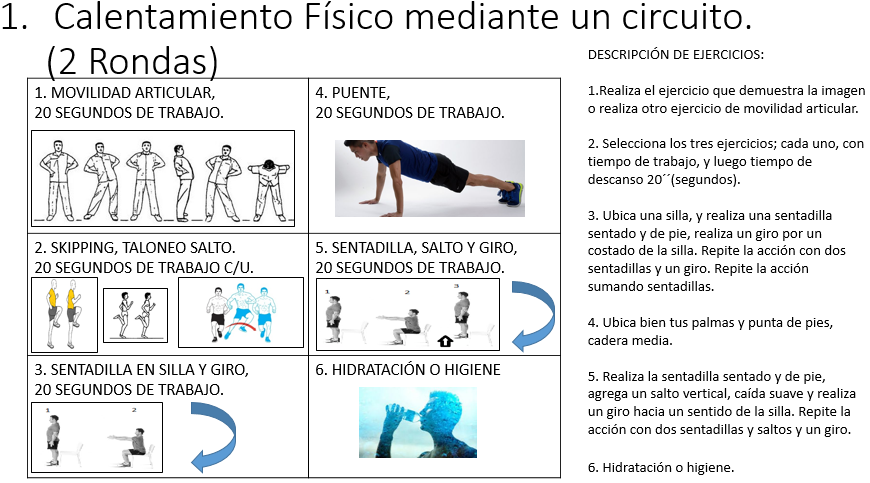 1. Calentamiento Físico mediante un circuito.
(2 Rondas)
1. MOVILIDAD ARTICULAR,
20 SEGUNDOS DE TRABAJO.
4. PUENTE,
20 SEGUNDOS DE TRABAJO.
2. SKIPPING, TALONEO SALTO.
20 SEGUNDOS DE TRABAJO C/U.
5. SENTADILLA, SALTO Y GIRO,
20 SEGUNDOS DE TRABAJO.
1
2
3
3. SENTADILLA EN SILLA Y GIRO,
20 SEGUNDOS DE TRABAJO.
1
2
6. HIDRATACIÓN O HIGIENE
DESCRIPCIÓN DE EJERCICIOS:
1.Realiza el ejercicio que demuestra la imagen
o realiza otro ejercicio de movilidad articular.
2. Selecciona los tres ejercicios; cada uno, con
tiempo de trabajo, y luego tiempo de
descanso 20´´(segundos).
3. Ubica una silla, y realiza una sentadilla
sentado y de pie, realiza un giro por un
costado de la silla. Repite la acción con dos
sentadillas y un giro. Repite la acción
sumando sentadillas.
4. Ubica bien tus palmas y punta de pies,
cadera media.
5. Realiza la sentadilla sentado y de pie,
agrega un salto vertical, caída suave y realiza
un giro hacia un sentido de la silla. Repite la
acción con dos sentadillas y saltos y un giro.
6. Hidratación o higiene.